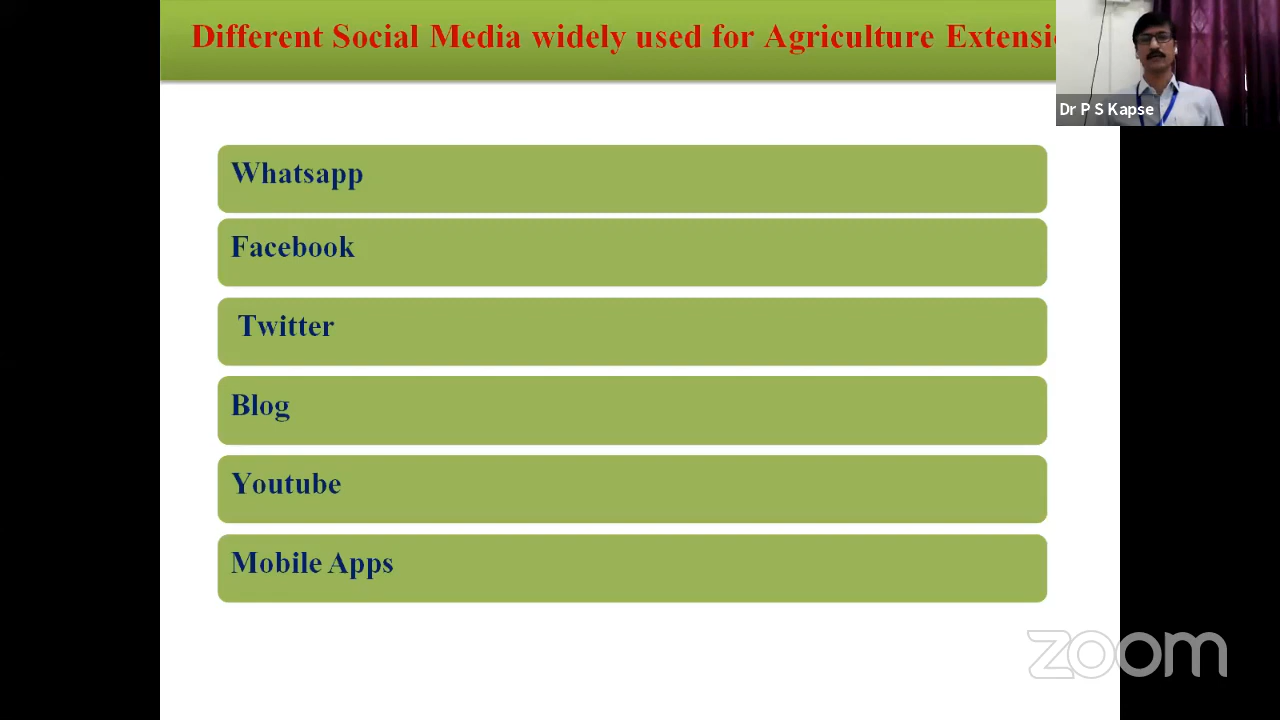 Different Social Media widely used for Agriculture Extensi
Dr P S Kapse
Whatsapp
Facebook
Twitter
Blog
Youtube
Mobile Apps
zoom